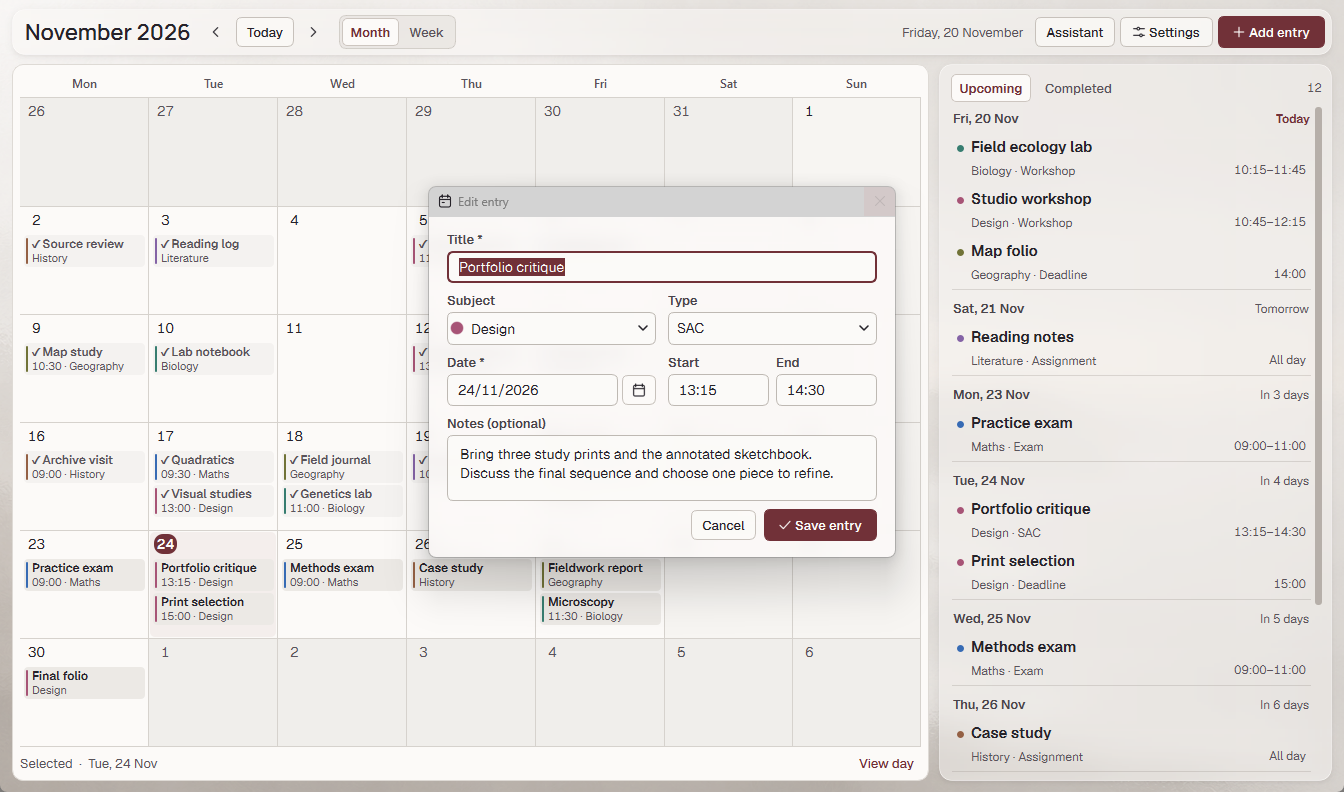 November 2026
Today
Month
Week
Friday, 20 November
Assistant
Settings
Add entry
Mon Tue Wed Thu Fri Sat Sun
26 27 28 29 30 31 1
2 3 4 5
✓ Source review
History
✓ Reading log
Literature
✓
11
9 10 11 12
✓ Map study
10:30 · Geography
✓ Lab notebook
Biology
✓
13
16 17 18 19
✓ Archive visit
09:00 · History
✓ Quadratics
09:30 · Maths
✓ Visual studies
13:00 · Design
✓ Field journal
Geography
✓ Genetics lab
11:00 · Biology
✓
10
23 24 25 26
Practice exam
09:00 · Maths
Portfolio critique
13:15 · Design
Print selection
15:00 · Design
Methods exam
09:00 · Maths
Case study
History
Fieldwork report
Geography
Microscopy
11:30 · Biology
30 1 2 3 4 5 6
Final folio
Design
Selected · Tue, 24 Nov
View day
Edit entry
Title *
Portfolio critique
Subject Type
Design SAC
Date * Start End
24/11/2026 13:15 14:30
Notes (optional)
Bring three study prints and the annotated sketchbook.
Discuss the final sequence and choose one piece to refine.
Cancel
✓ Save entry
Upcoming Completed 12
Fri, 20 Nov Today
Field ecology lab
Biology · Workshop 10:15–11:45
Studio workshop
Design · Workshop 10:45–12:15
Map folio
Geography · Deadline 14:00
Sat, 21 Nov Tomorrow
Reading notes
Literature · Assignment All day
Mon, 23 Nov In 3 days
Practice exam
Maths · Exam 09:00–11:00
Tue, 24 Nov In 4 days
Portfolio critique
Design · SAC 13:15–14:30
Print selection
Design · Deadline 15:00
Wed, 25 Nov In 5 days
Methods exam
Maths · Exam 09:00–11:00
Thu, 26 Nov In 6 days
Case study
History · Assignment All day